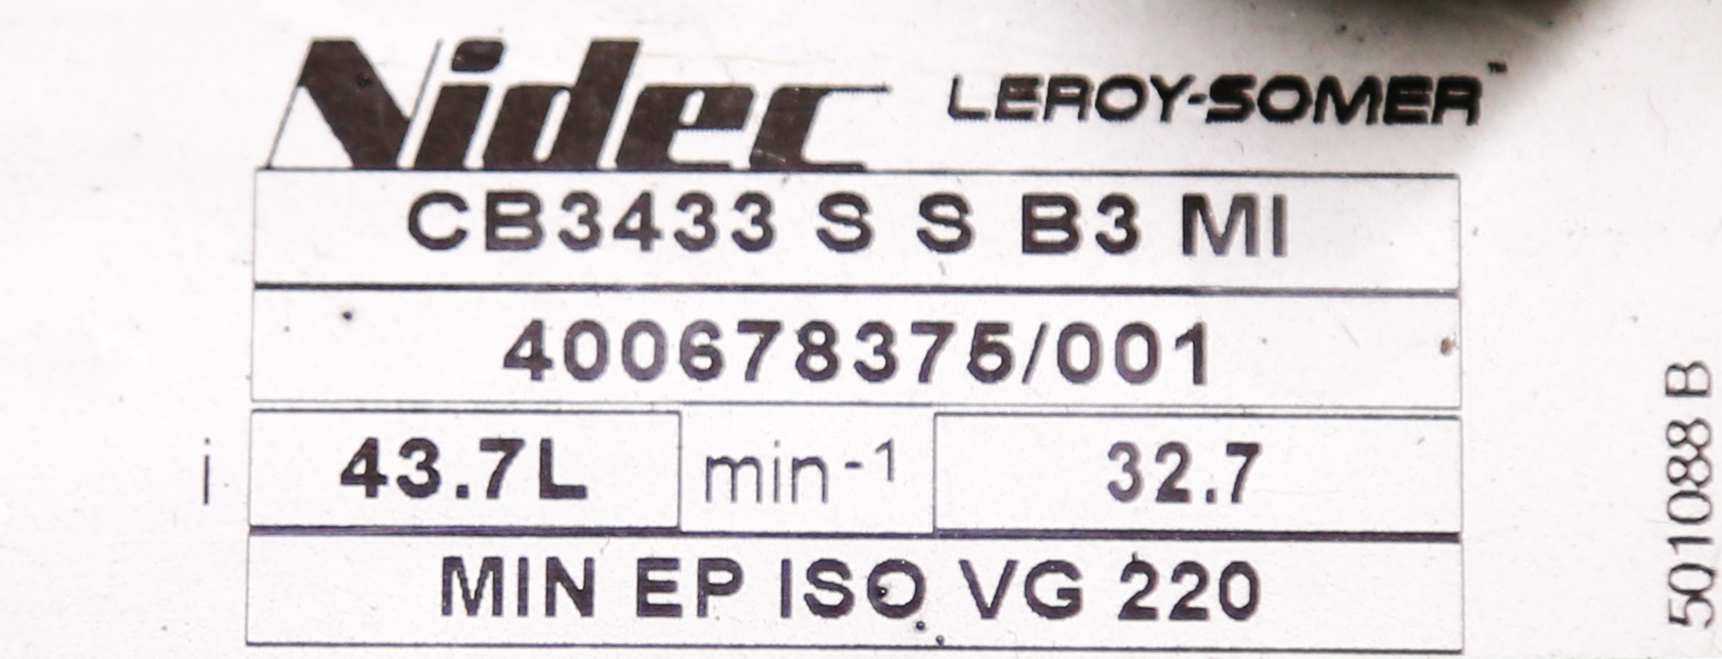 Nidec LEROY-SOMER™
CB3433 S S B3 MI
400678375/001
i 43.7L min-1 32.7
MIN EP ISO VG 220
501088 B